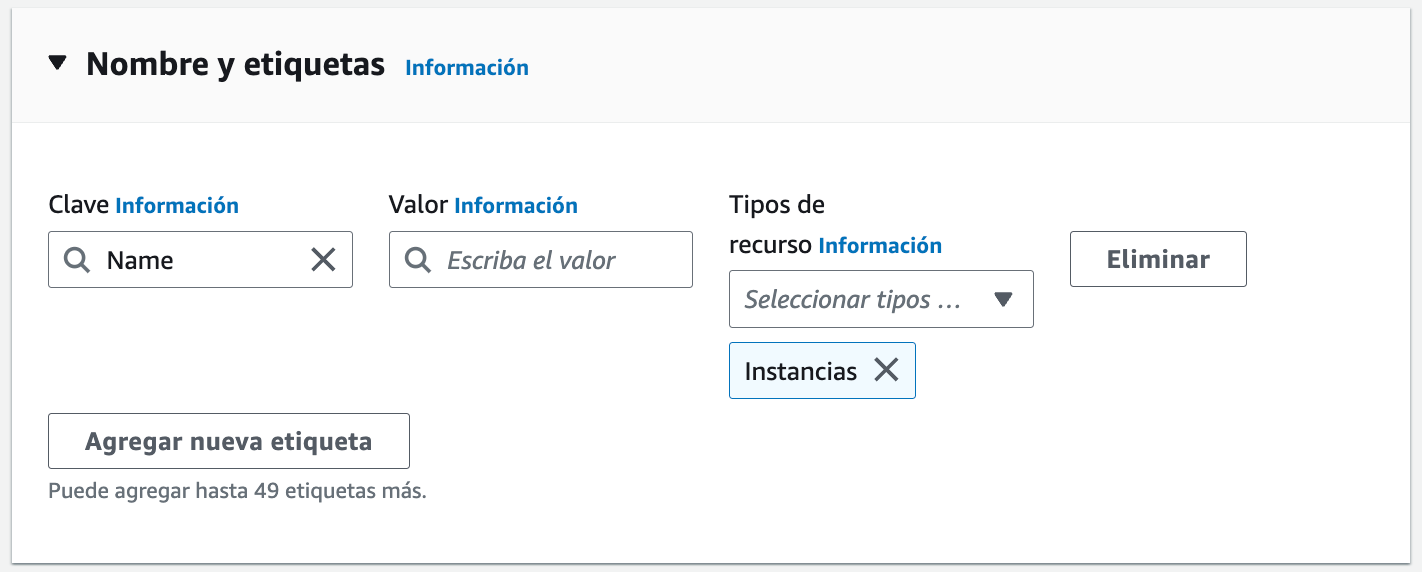 Nombre y etiquetas Información
Clave Información
Name
Valor Información
Escriba el valor
Tipos de
recurso Información
Seleccionar tipos ...
Instancias
Eliminar
Agregar nueva etiqueta
Puede agregar hasta 49 etiquetas más.